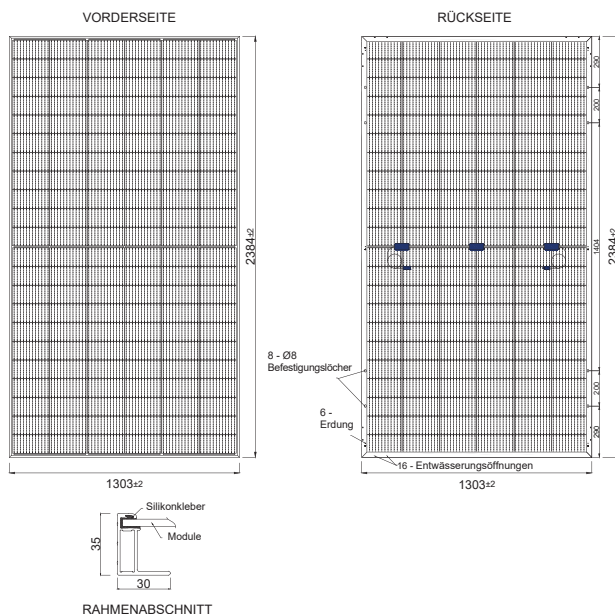 VORDERSEITE
2384±2
1303±2
RÜCKSEITE
290
200
1404
2384±2
200
290
8 - Ø8
Befestigungslöcher
6 -
Erdung
16 - Entwässerungsöffnungen
1303±2
Silikonkleber
Module
35
30
RAHMENABSCHNITT